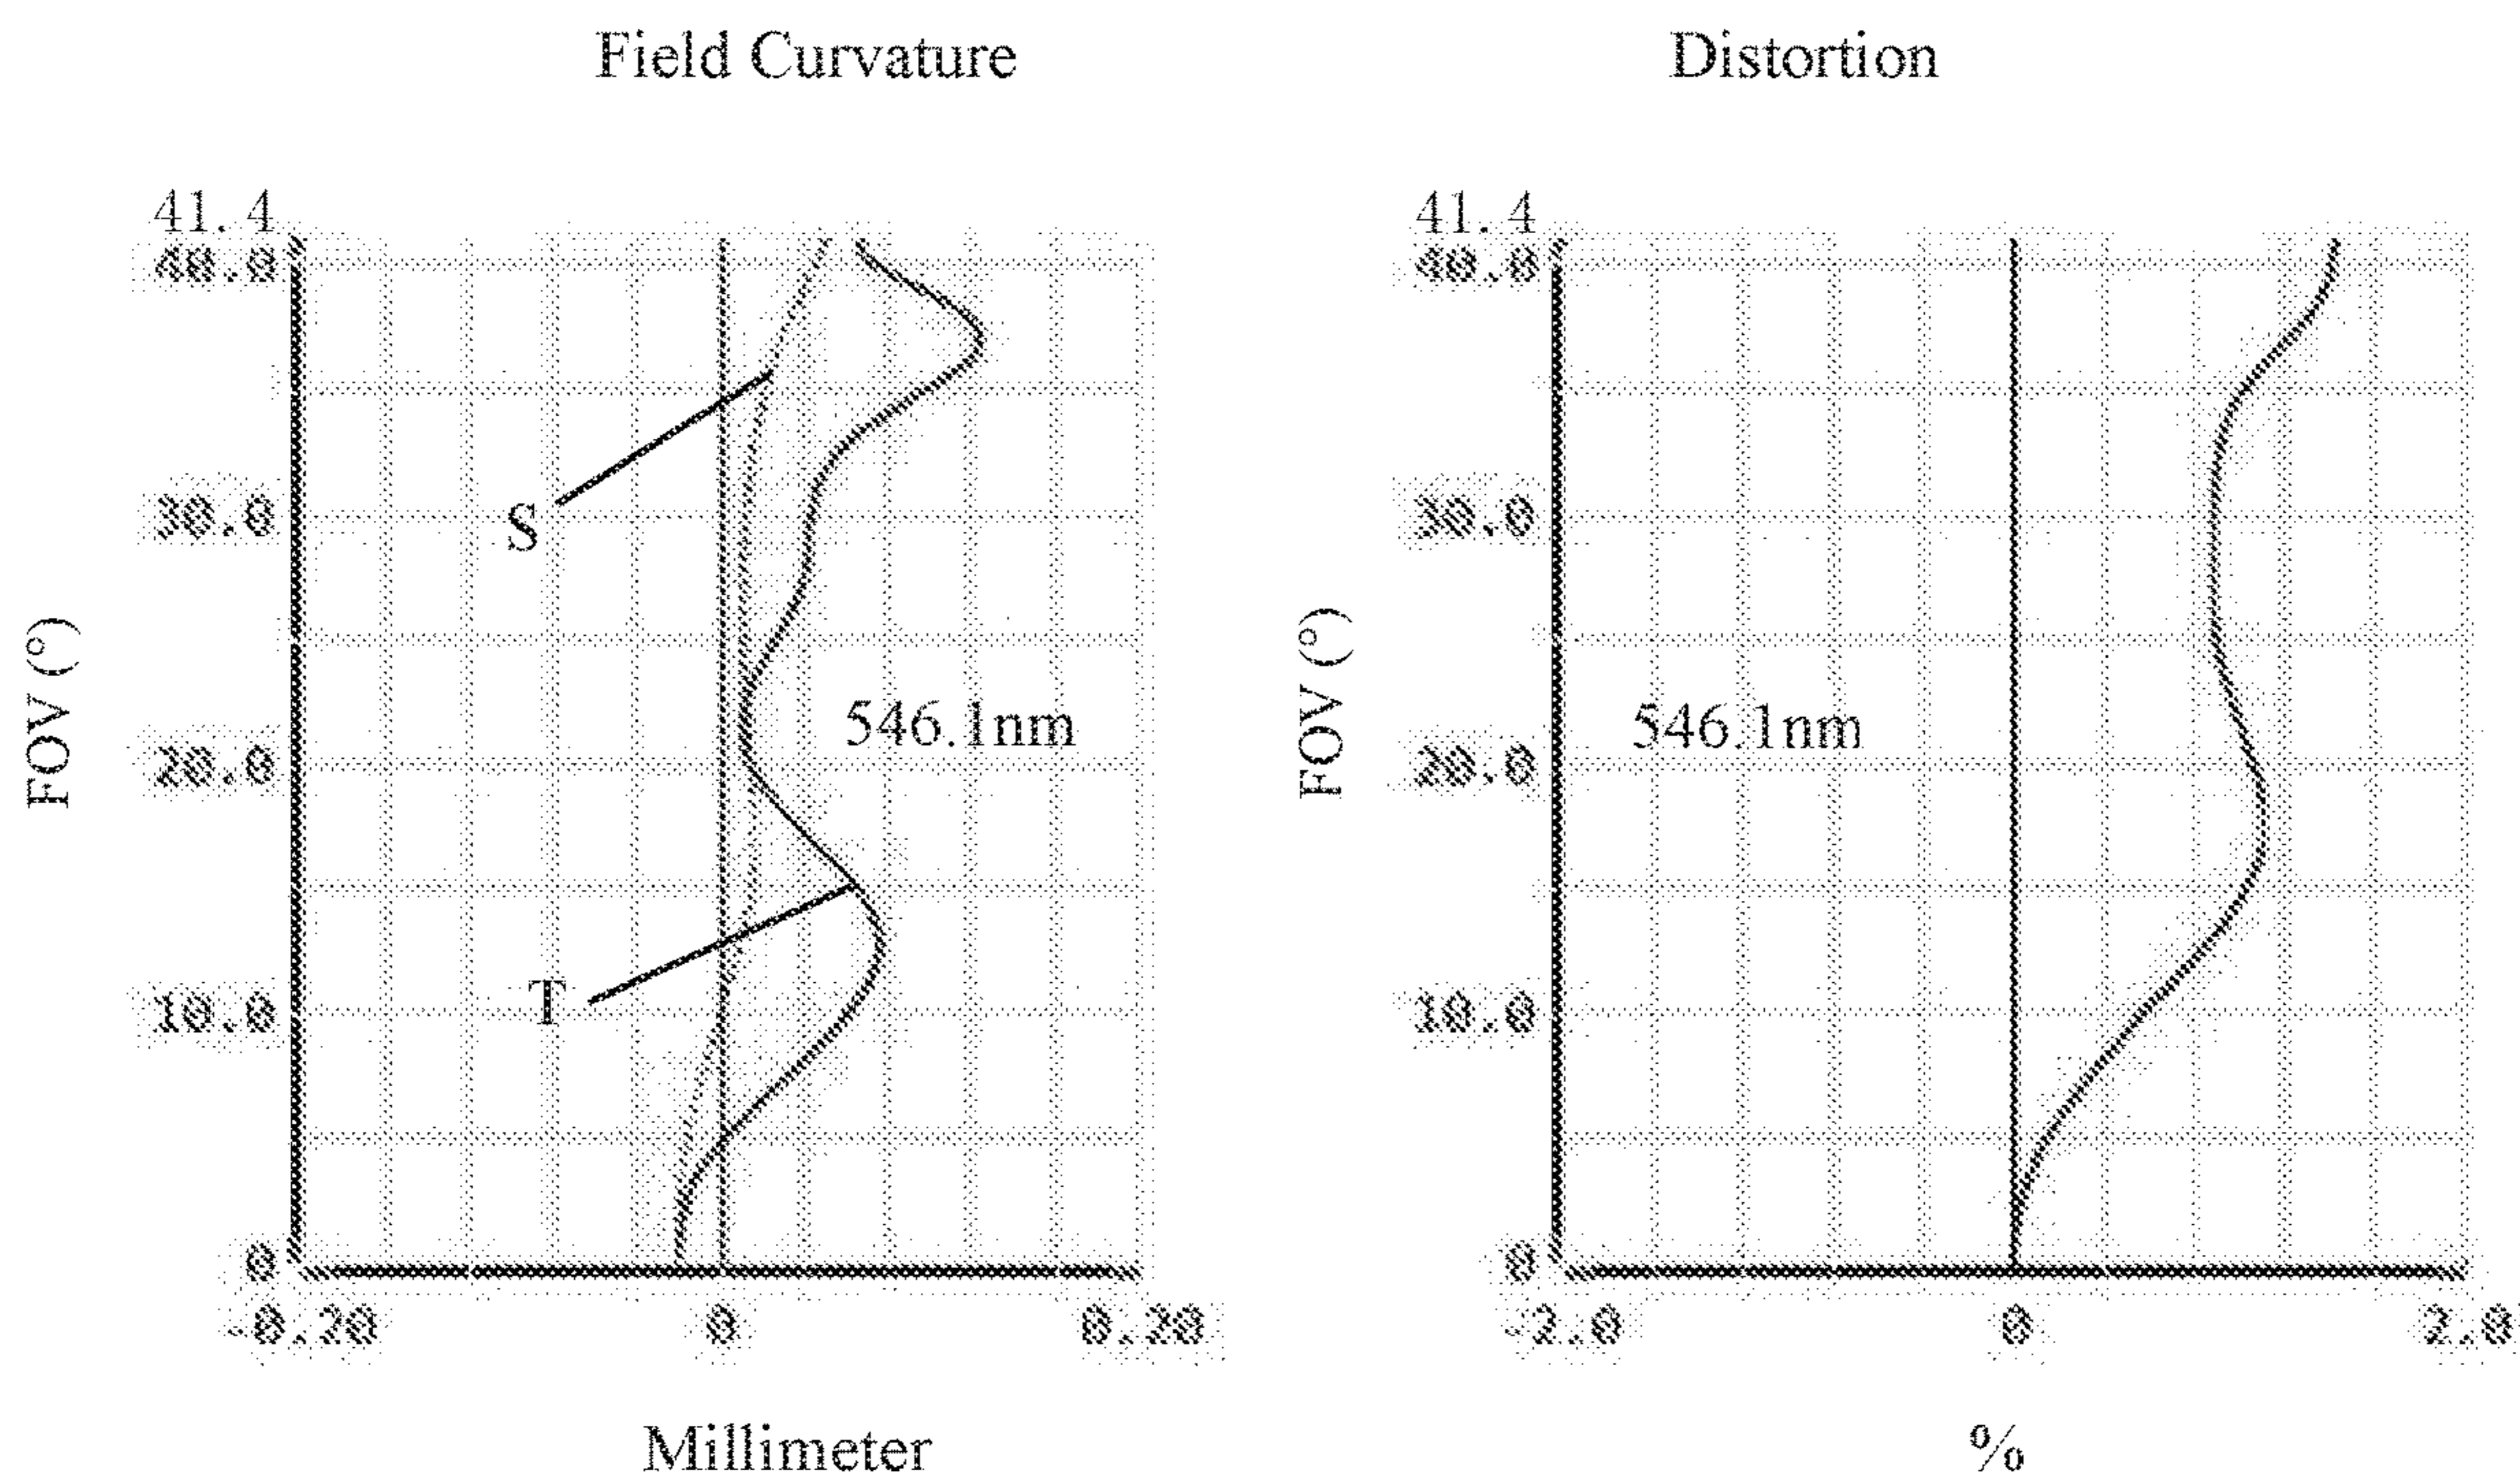 Field Curvature
Distortion
41.4
40.0
30.0
20.0
10.0
0
FOV (°)
S
T
546.1nm
-0.20
0
0.20
Millimeter
41.4
40.0
30.0
20.0
10.0
0
FOV (°)
546.1nm
-2.0
0
2.0
%